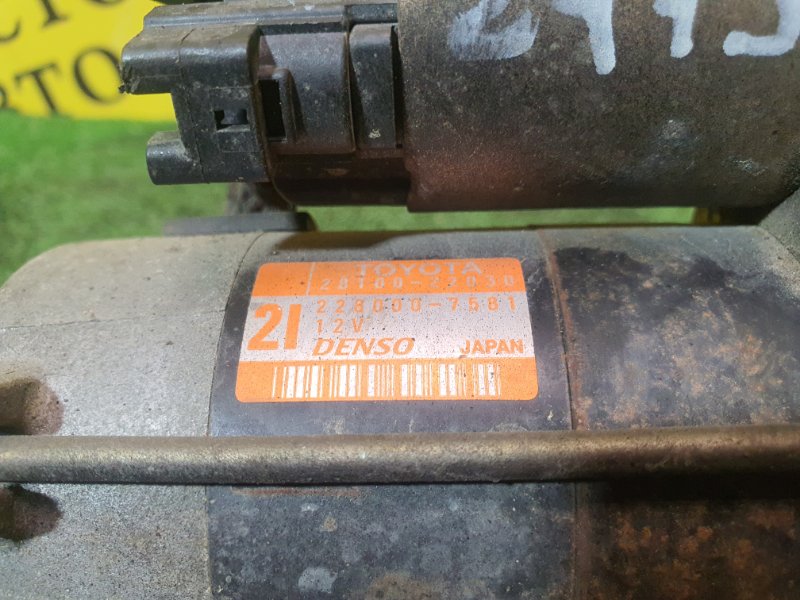 TOYOTA
28100-22030
21
228000-7581
12V
DENSO JAPAN